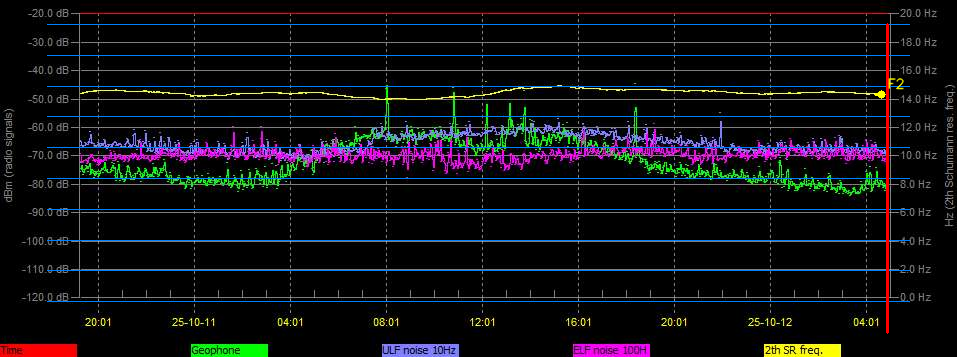 -20.0 dB 20.0 Hz
-30.0 dB 18.0 Hz
-40.0 dB 16.0 Hz
F2
-50.0 dB 14.0 Hz
-60.0 dB 12.0 Hz
-70.0 dB 10.0 Hz
-80.0 dB 8.0 Hz
-90.0 dB 6.0 Hz
-100.0 dB 4.0 Hz
-110.0 dB 2.0 Hz
-120.0 dB 0.0 Hz
dBm (radio signals)
Hz (2th Schumann res. freq.)
20:01 25-10-11 04:01 08:01 12:01 16:01 20:01 25-10-12 04:01
Time Geophone ULF noise 10Hz ELF noise 100H 2th SR freq.